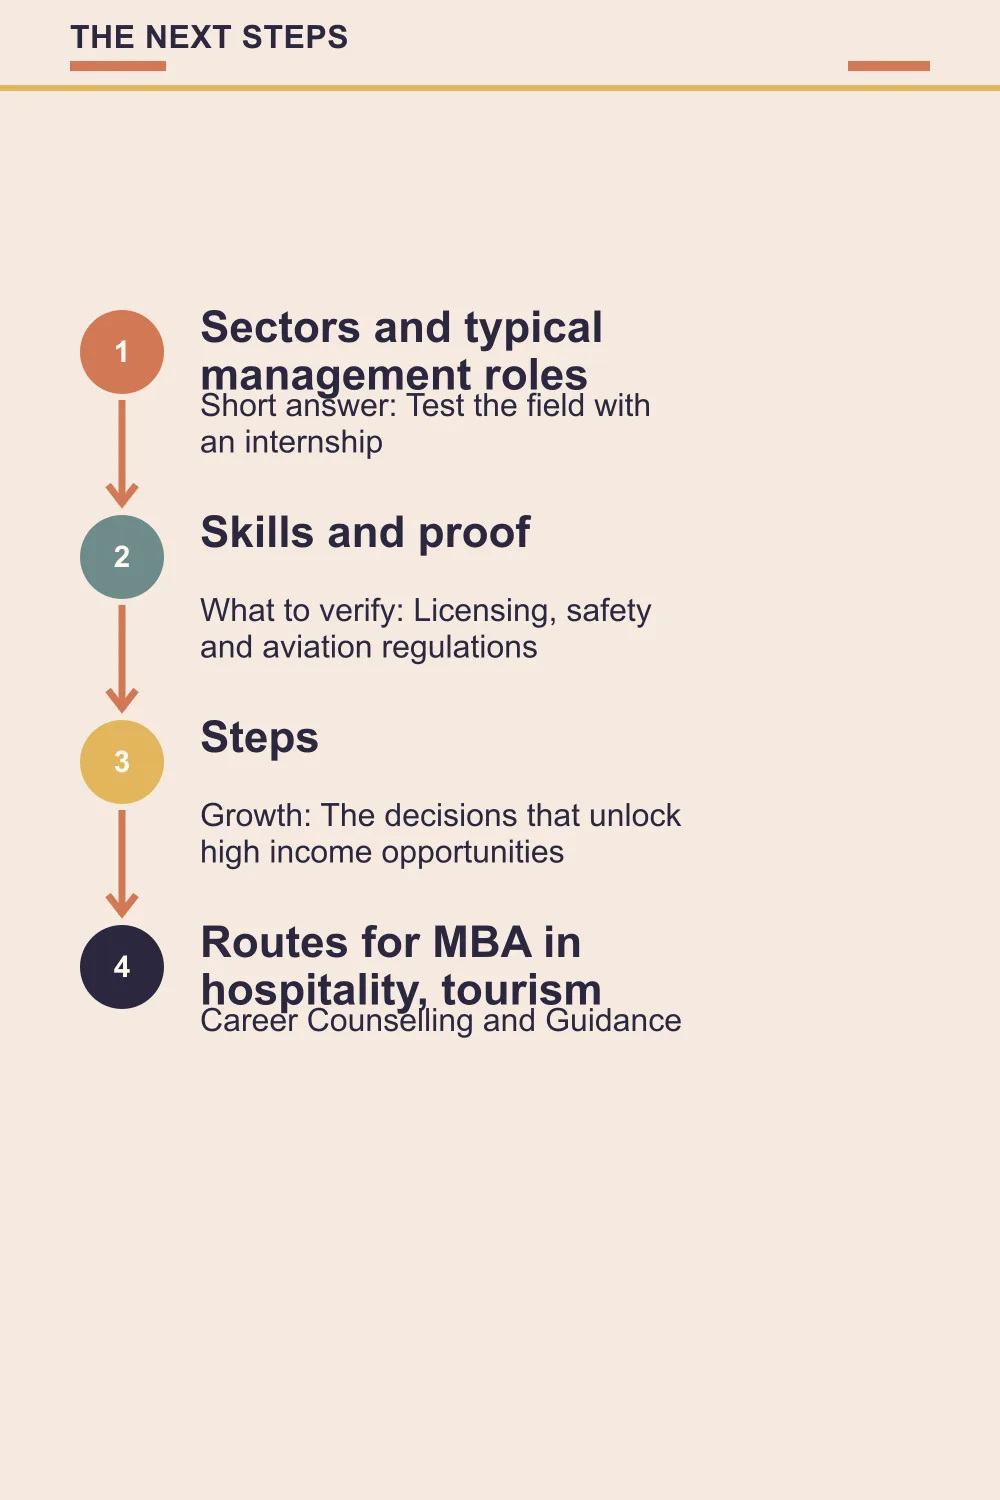 THE NEXT STEPS
1
Sectors and typical
management roles
Short answer: Test the field with
an internship
2
Skills and proof
What to verify: Licensing, safety
and aviation regulations
3
Steps
Growth: The decisions that unlock
high income opportunities
4
Routes for MBA in
hospitality, tourism
Career Counselling and Guidance